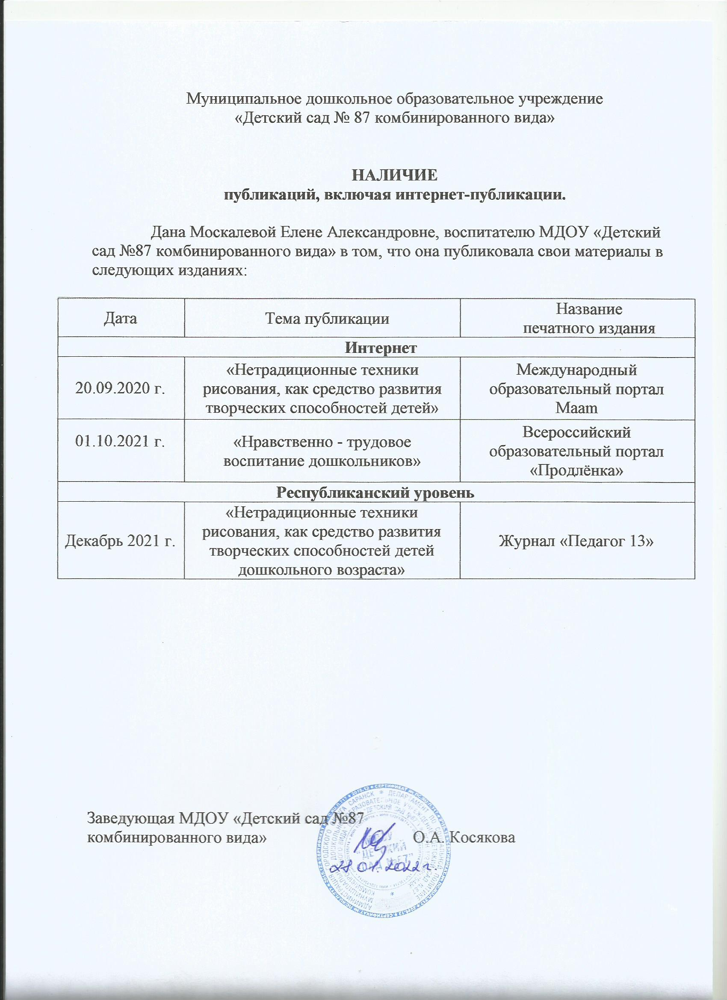 Муниципальное дошкольное образовательное учреждение
«Детский сад № 87 комбинированного вида»
НАЛИЧИЕ
публикаций, включая интернет-публикации.
Дана Москалевой Елене Александровне, воспитателю МДОУ «Детский
сад №87 комбинированного вида» в том, что она публиковала свои материалы в
следующих изданиях:
Дата
Тема публикации
Название
печатного издания
Интернет
20.09.2020 г.
«Нетрадиционные техники
рисования, как средство развития
творческих способностей детей»
Международный
образовательный портал
Maam
01.10.2021 г.
«Нравственно - трудовое
воспитание дошкольников»
Всероссийский
образовательный портал
«Продлёнка»
Республиканский уровень
Декабрь 2021 г.
«Нетрадиционные техники
рисования, как средство развития
творческих способностей детей
дошкольного возраста»
Журнал «Педагог 13»
Заведующая МДОУ «Детский сад №87
комбинированного вида»
О.А. Косякова
01.2022 г.